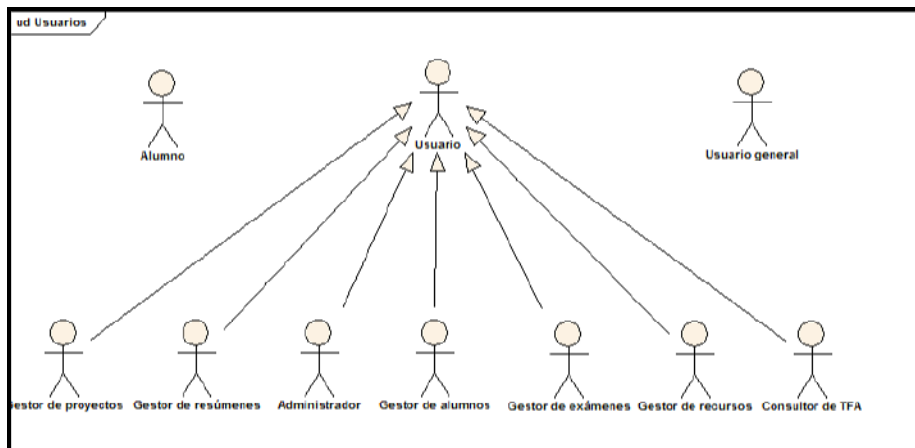 ud Usuarios
Alumno
Usuario
Usuario general
Gestor de proyectos
Gestor de resúmenes
Administrador
Gestor de alumnos
Gestor de exámenes
Gestor de recursos
Consultor de TFA